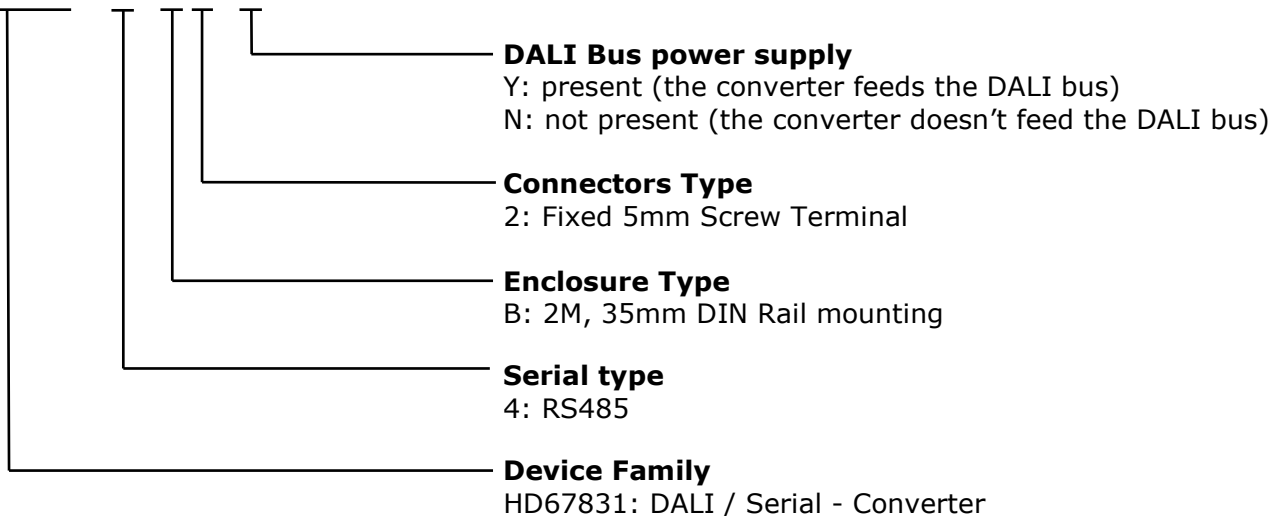 DALI Bus power supply
Y: present (the converter feeds the DALI bus)
N: not present (the converter doesn’t feed the DALI bus)
Connectors Type
2: Fixed 5mm Screw Terminal
Enclosure Type
B: 2M, 35mm DIN Rail mounting
Serial type
4: RS485
Device Family
HD67831: DALI / Serial - Converter